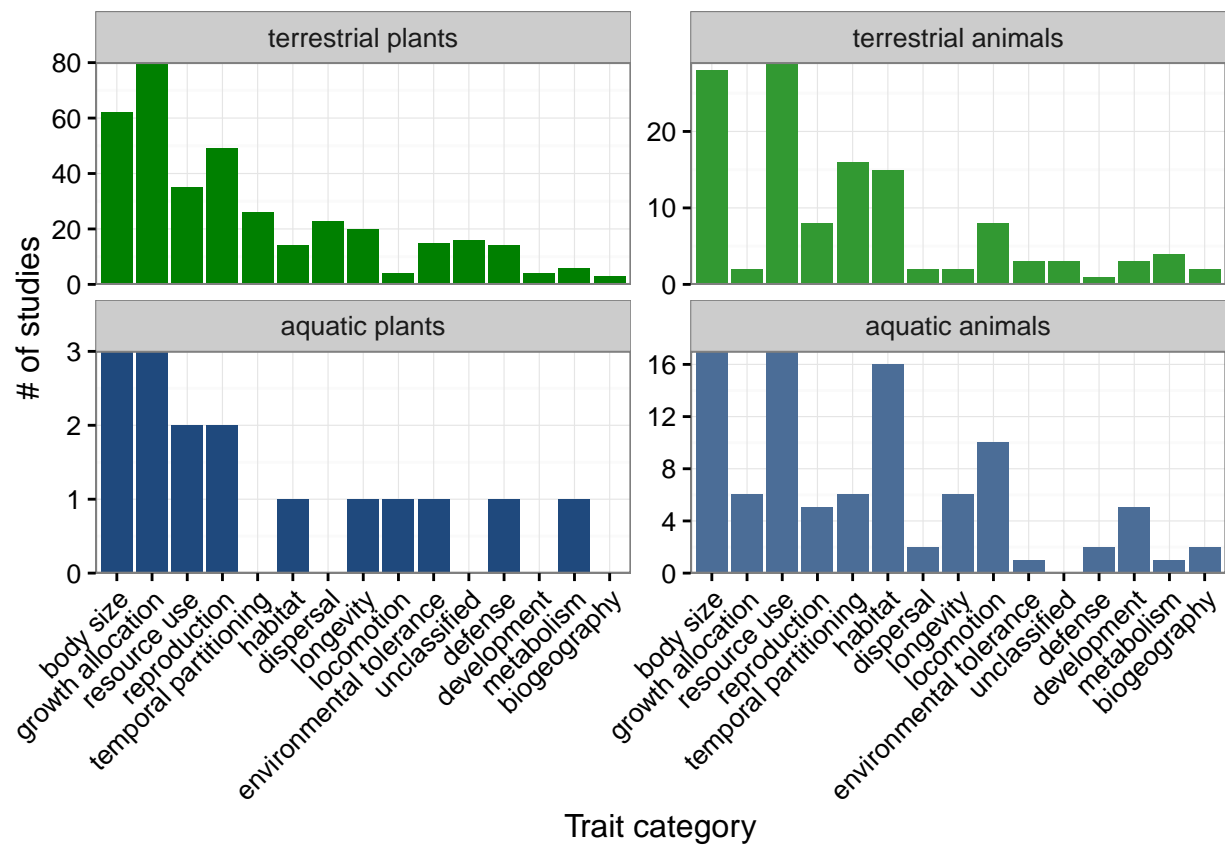 terrestrial plants
terrestrial animals
80
60
40
20
0
20
10
0
aquatic plants
aquatic animals
3
2
1
0
16
12
8
4
0
# of studies
body size
growth allocation
resource use
reproduction
temporal partitioning
habitat
dispersal
longevity
locomotion
environmental tolerance
unclassified
defense
development
metabolism
biogeography
body size
growth allocation
resource use
reproduction
temporal partitioning
habitat
dispersal
longevity
locomotion
environmental tolerance
unclassified
defense
development
metabolism
biogeography
Trait category